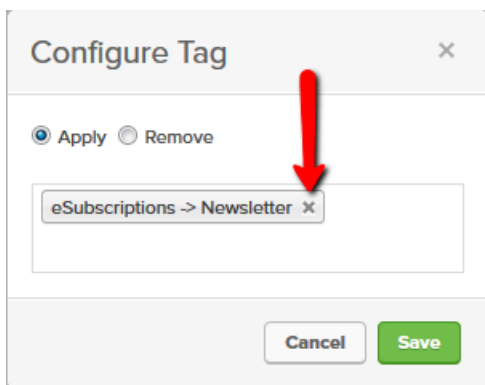 Configure Tag
Apply Remove
eSubscriptions -> Newsletter
Cancel Save